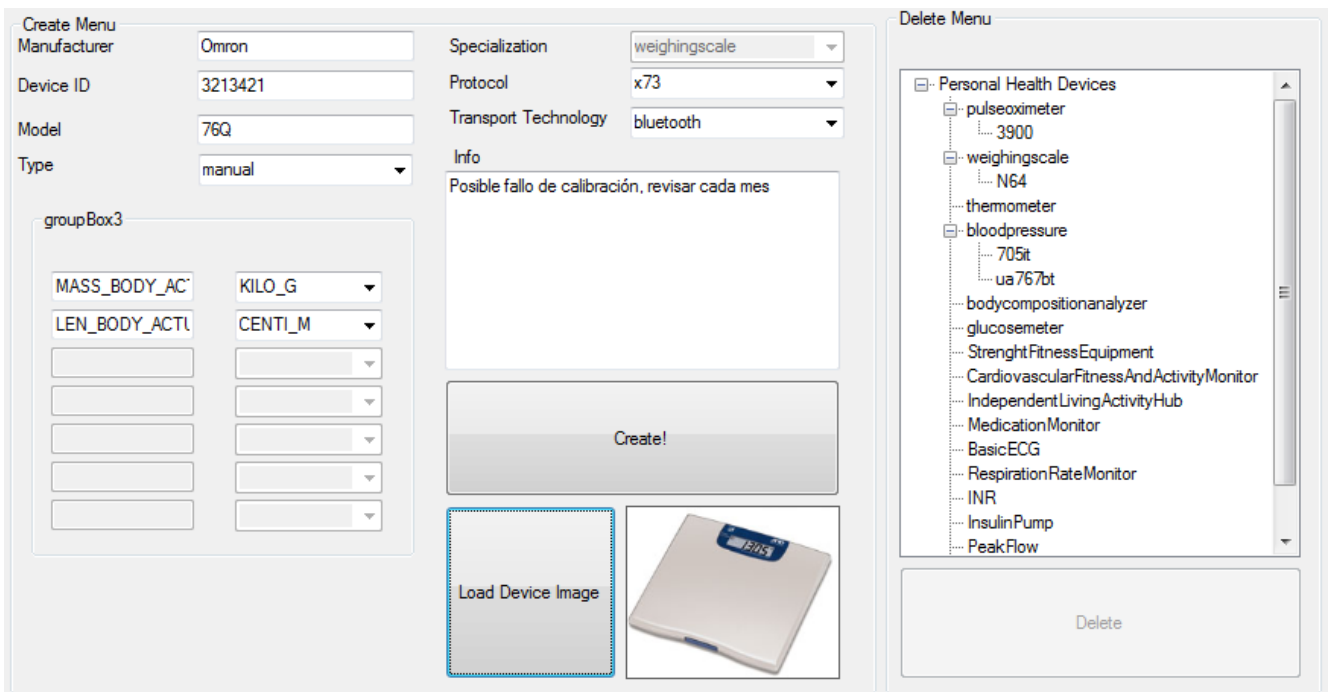 Create Menu
Manufacturer
Omron
Device ID
3213421
Model
76Q
Type
manual
groupBox3
MASS_BODY_AC
KILO_G
LEN_BODY_ACTU
CENTI_M
Specialization
weighingscale
Protocol
x73
Transport Technology
bluetooth
Info
Posible fallo de calibración, revisar cada mes
Create!
Load Device Image
1305
Delete Menu
Personal Health Devices
pulseoximeter
3900
weighingscale
N64
thermometer
bloodpressure
705it
ua767bt
bodycompositionanalyzer
glucosemeter
StrenghtFitnessEquipment
CardiovascularFitnessAndActivityMonitor
IndependentLivingActivityHub
MedicationMonitor
BasicECG
RespirationRateMonitor
INR
InsulinPump
PeakFlow
Delete